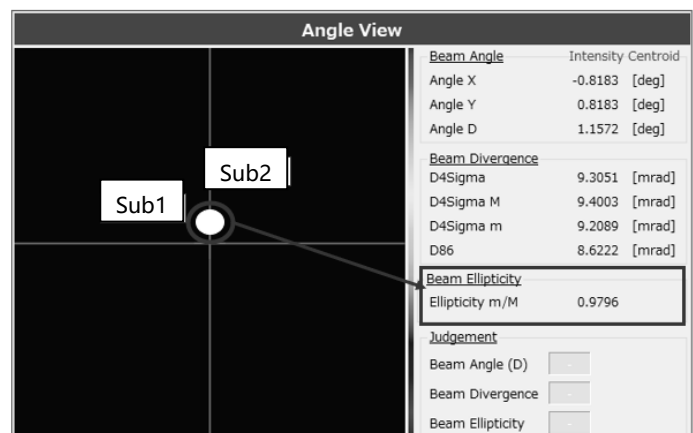 Angle View
Sub1
Sub2
Beam Angle Intensity Centroid
Angle X -0.8183 [deg]
Angle Y 0.8183 [deg]
Angle D 1.1572 [deg]
Beam Divergence
D4Sigma 9.3051 [mrad]
D4Sigma M 9.4003 [mrad]
D4Sigma m 9.2089 [mrad]
D86 8.6222 [mrad]
Beam Ellipticity
Ellipticity m/M 0.9796
Judgement
Beam Angle (D) -
Beam Divergence -
Beam Ellipticity -